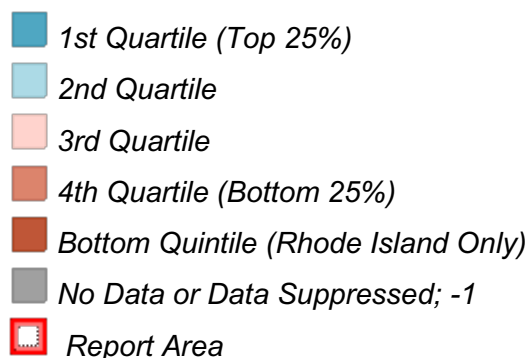 1st Quartile (Top 25%)
2nd Quartile
3rd Quartile
4th Quartile (Bottom 25%)
Bottom Quintile (Rhode Island Only)
No Data or Data Suppressed; -1
Report Area